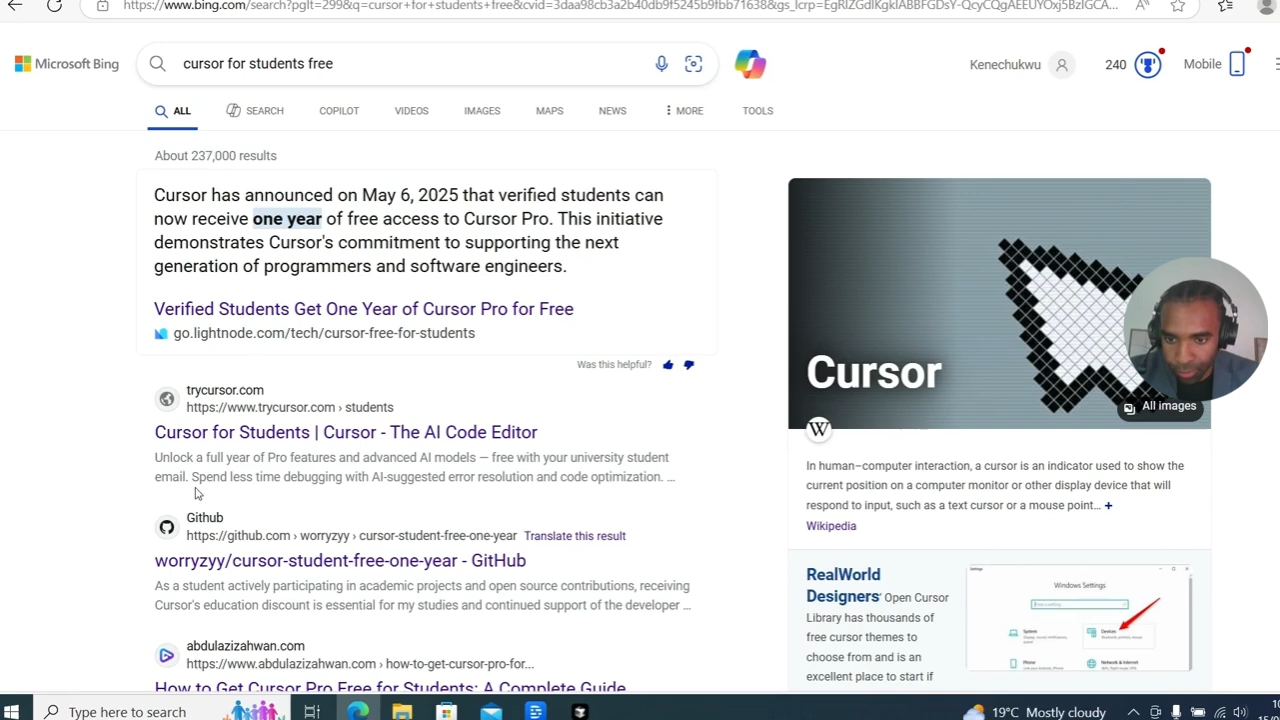 https://www.bing.com/search?pglt=299&q=cursor+for+students+free&cvid=3daa98cb3a2b40db9f5245b9fbb71638&gs_lcrp=EgRlZGdlKgkIABBFGDsY-QcyCQgAEEUYOxj5BzIGCAC...
Microsoft Bing
cursor for students free
Kenechukwu
240
Mobile
ALL
SEARCH
COPILOT
VIDEOS
IMAGES
MAPS
NEWS
MORE
TOOLS
About 237,000 results
Cursor has announced on May 6, 2025 that verified students can
now receive one year of free access to Cursor Pro. This initiative
demonstrates Cursor's commitment to supporting the next
generation of programmers and software engineers.
Verified Students Get One Year of Cursor Pro for Free
go.lightnode.com/tech/cursor-free-for-students
Was this helpful?
trycursor.com
https://www.trycursor.com › students
Cursor for Students | Cursor - The AI Code Editor
Unlock a full year of Pro features and advanced AI models — free with your university student
email. Spend less time debugging with AI-suggested error resolution and code optimization. ...
Github
https://github.com › worryzyy › cursor-student-free-one-year Translate this result
worryzyy/cursor-student-free-one-year - GitHub
As a student actively participating in academic projects and open source contributions, receiving
Cursor's education discount is essential for my studies and continued support of the developer ...
abdulazizahwan.com
https://www.abdulazizahwan.com › how-to-get-cursor-pro-for...
How to Get Cursor Pro Free for Students: A Complete Guide
Cursor
All images
W
In human–computer interaction, a cursor is an indicator used to show the
current position on a computer monitor or other display device that will
respond to input, such as a text cursor or a mouse point... +
Wikipedia
RealWorld
Designers' Open Cursor
Library has thousands of
free cursor themes to
choose from and is an
excellent place to start if
Settings
Windows Settings
System
Devices
Phone
Network & Internet
Type here to search
19°C Mostly cloudy